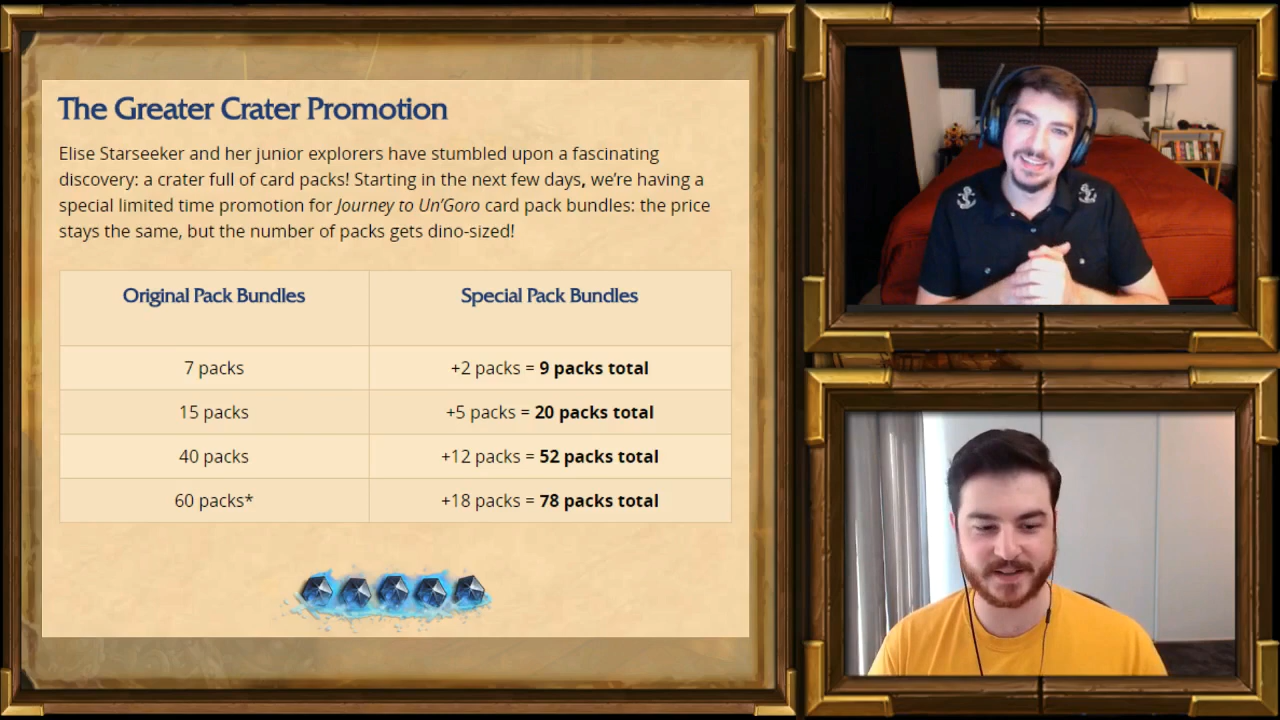 The Greater Crater Promotion
Elise Starseeker and her junior explorers have stumbled upon a fascinating
discovery: a crater full of card packs! Starting in the next few days, we’re having a
special limited time promotion for Journey to Un’Goro card pack bundles: the price
stays the same, but the number of packs gets dino-sized!
Original Pack Bundles Special Pack Bundles
7 packs +2 packs = 9 packs total
15 packs +5 packs = 20 packs total
40 packs +12 packs = 52 packs total
60 packs* +18 packs = 78 packs total